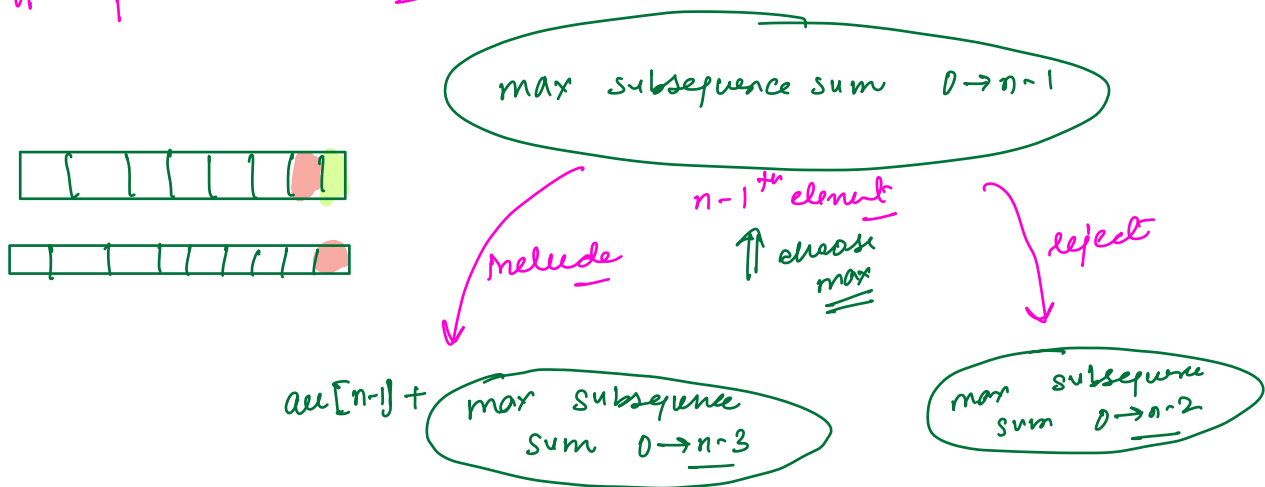 max subsequence sum 0→n-1
n-1th element
include
choose
max
reject
arr[n-1] + max subsequence
sum 0→n-3
max subsequence
sum 0→n-2